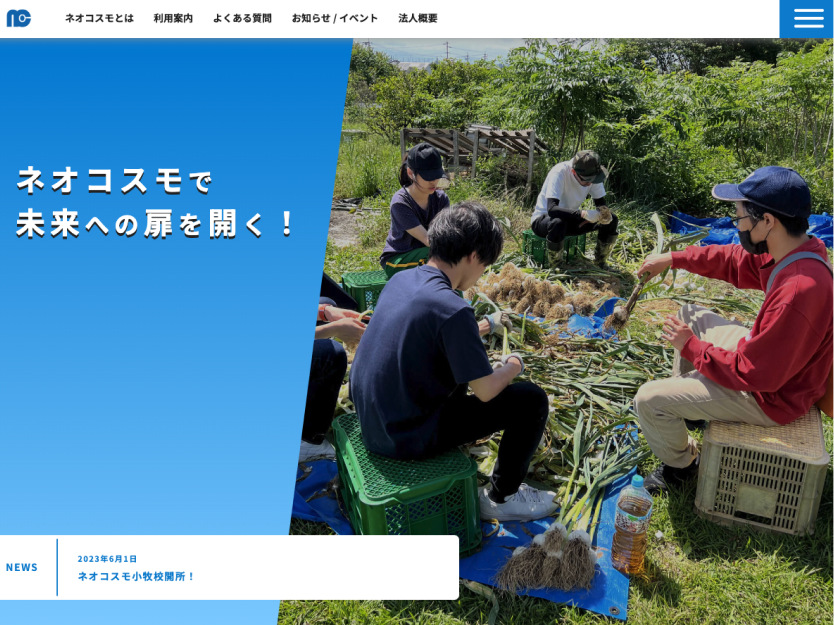 ネオコスモとは 利用案内 よくある質問 お知らせ / イベント 法人概要
ネオコスモで
未来への扉を開く！
NEWS
2023年6月1日
ネオコスモ小牧校開所！